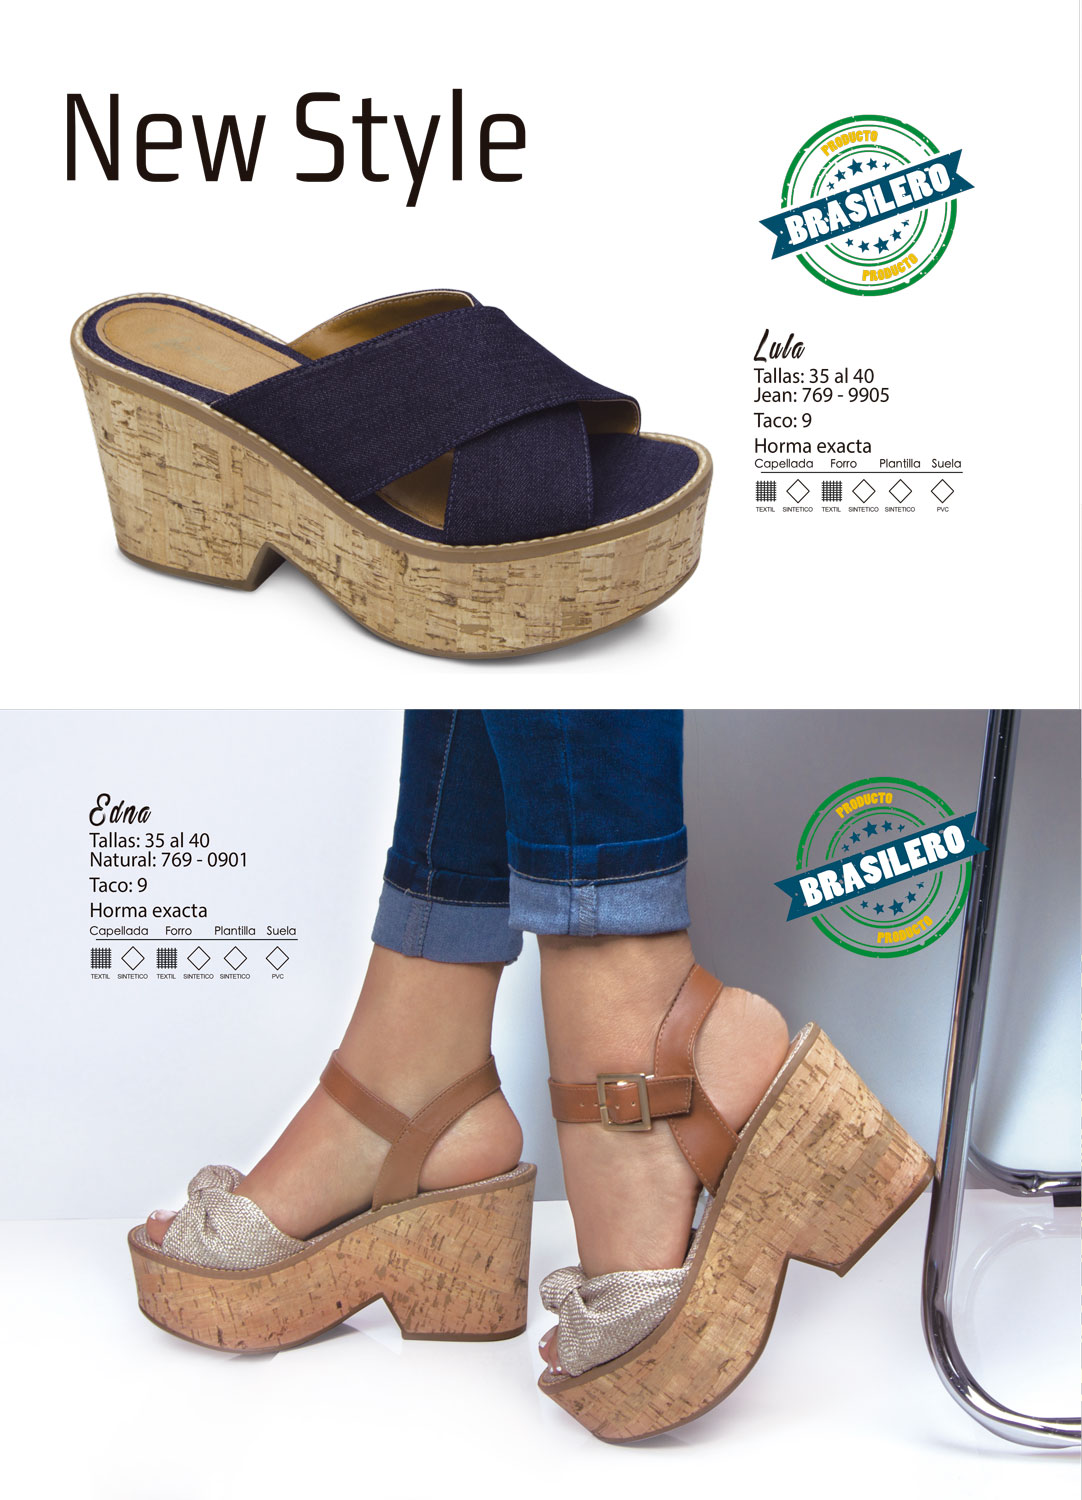 New Style
PRODUCTO
BRASILERO
PRODUCTO
Lula
Tallas: 35 al 40
Jean: 769 - 9905
Taco: 9
Horma exacta
Capellada Forro Plantilla Suela
TEXTIL SINTETICO TEXTIL SINTETICO SINTETICO PVC
Edna
Tallas: 35 al 40
Natural: 769 - 0901
Taco: 9
Horma exacta
Capellada Forro Plantilla Suela
TEXTIL SINTETICO TEXTIL SINTETICO SINTETICO PVC
PRODUCTO
BRASILERO
PRODUCTO